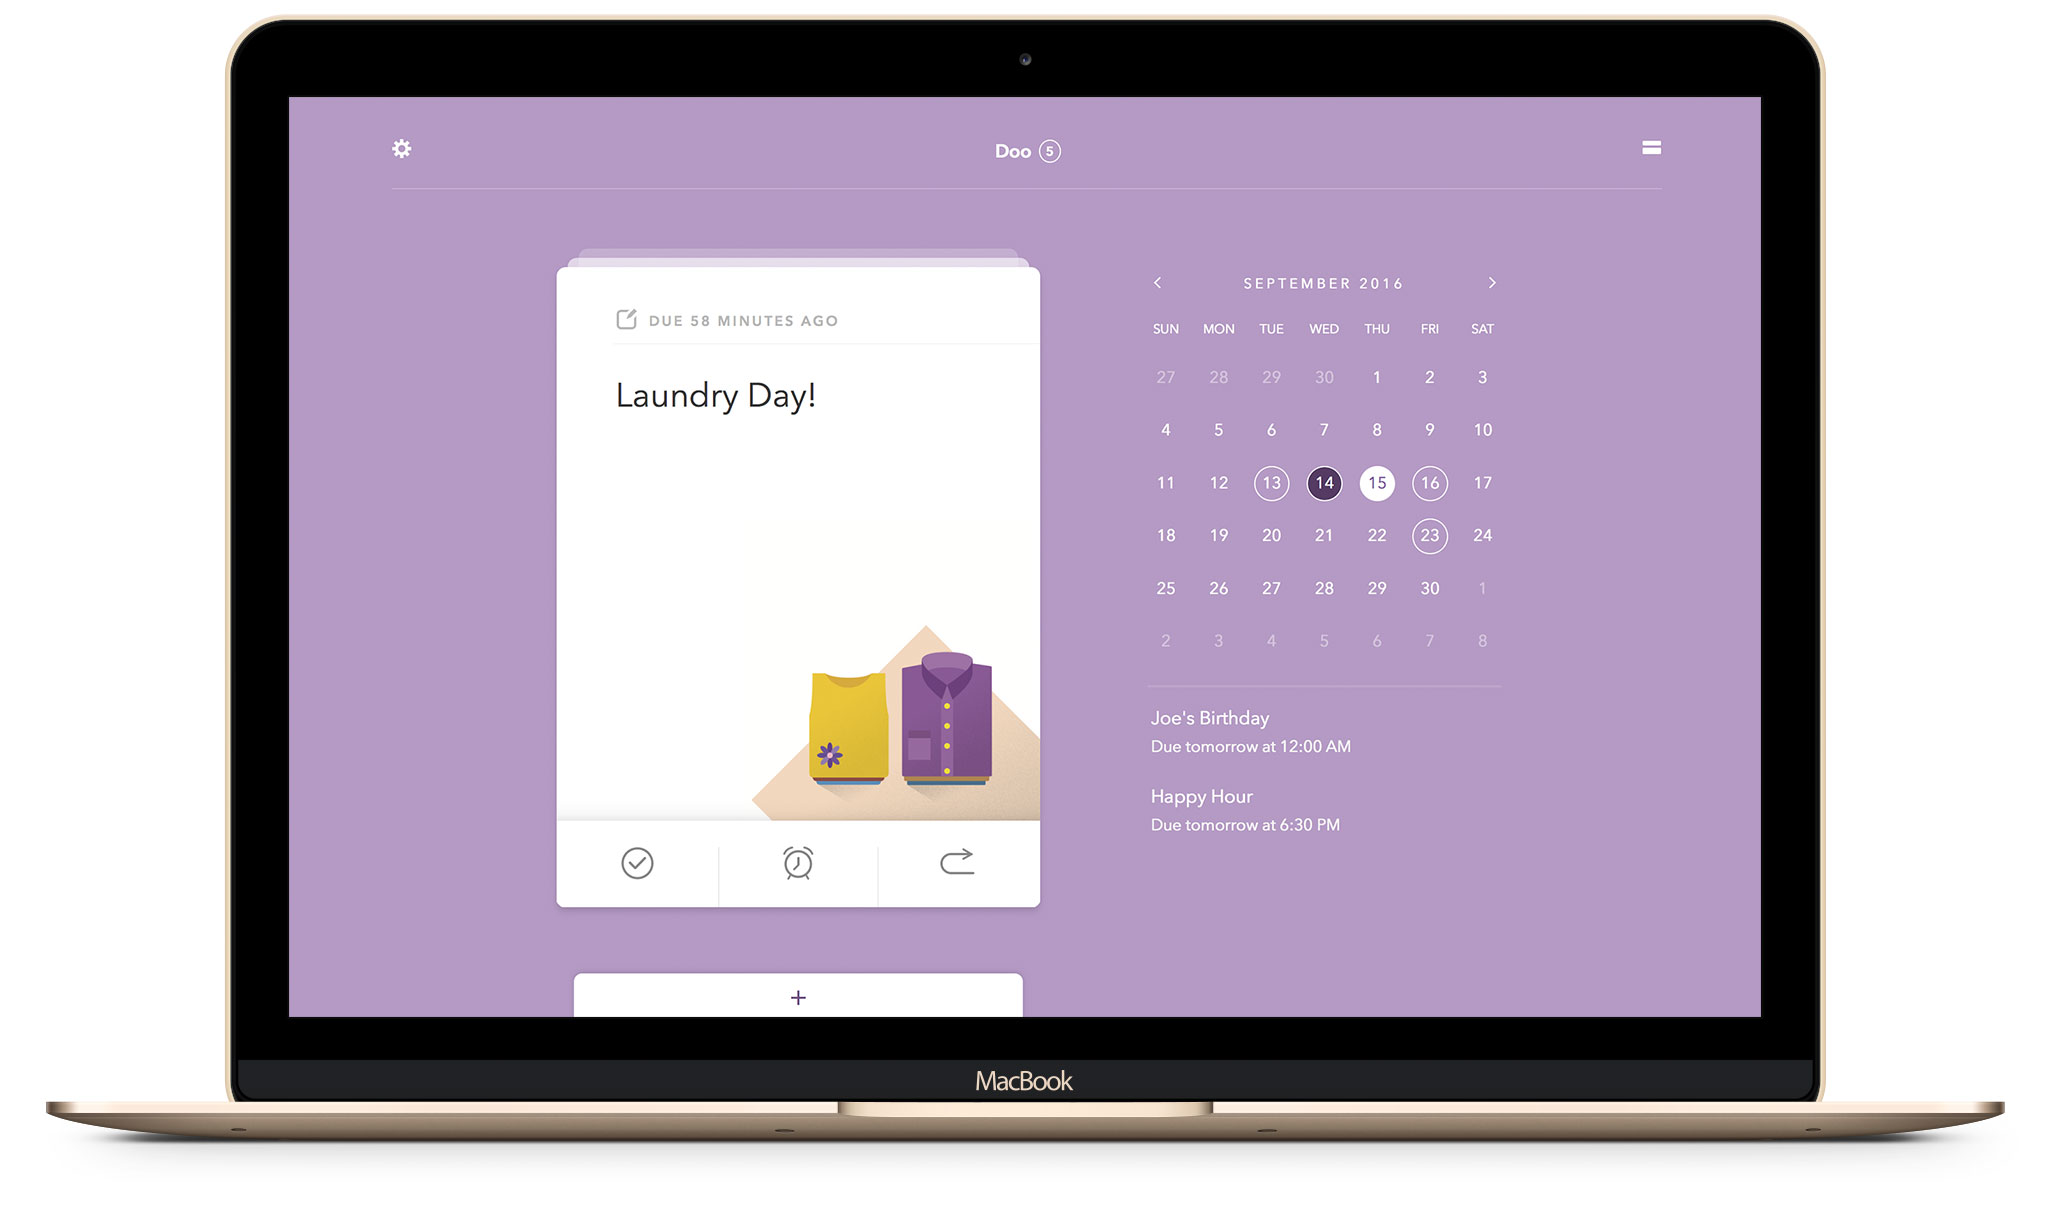 Doo 5
DUE 58 MINUTES AGO
Laundry Day!
SEPTEMBER 2016
SUN MON TUE WED THU FRI SAT
27 28 29 30 1 2 3
4 5 6 7 8 9 10
11 12 13 14 15 16 17
18 19 20 21 22 23 24
25 26 27 28 29 30 1
2 3 4 5 6 7 8
Joe's Birthday
Due tomorrow at 12:00 AM
Happy Hour
Due tomorrow at 6:30 PM
+
MacBook